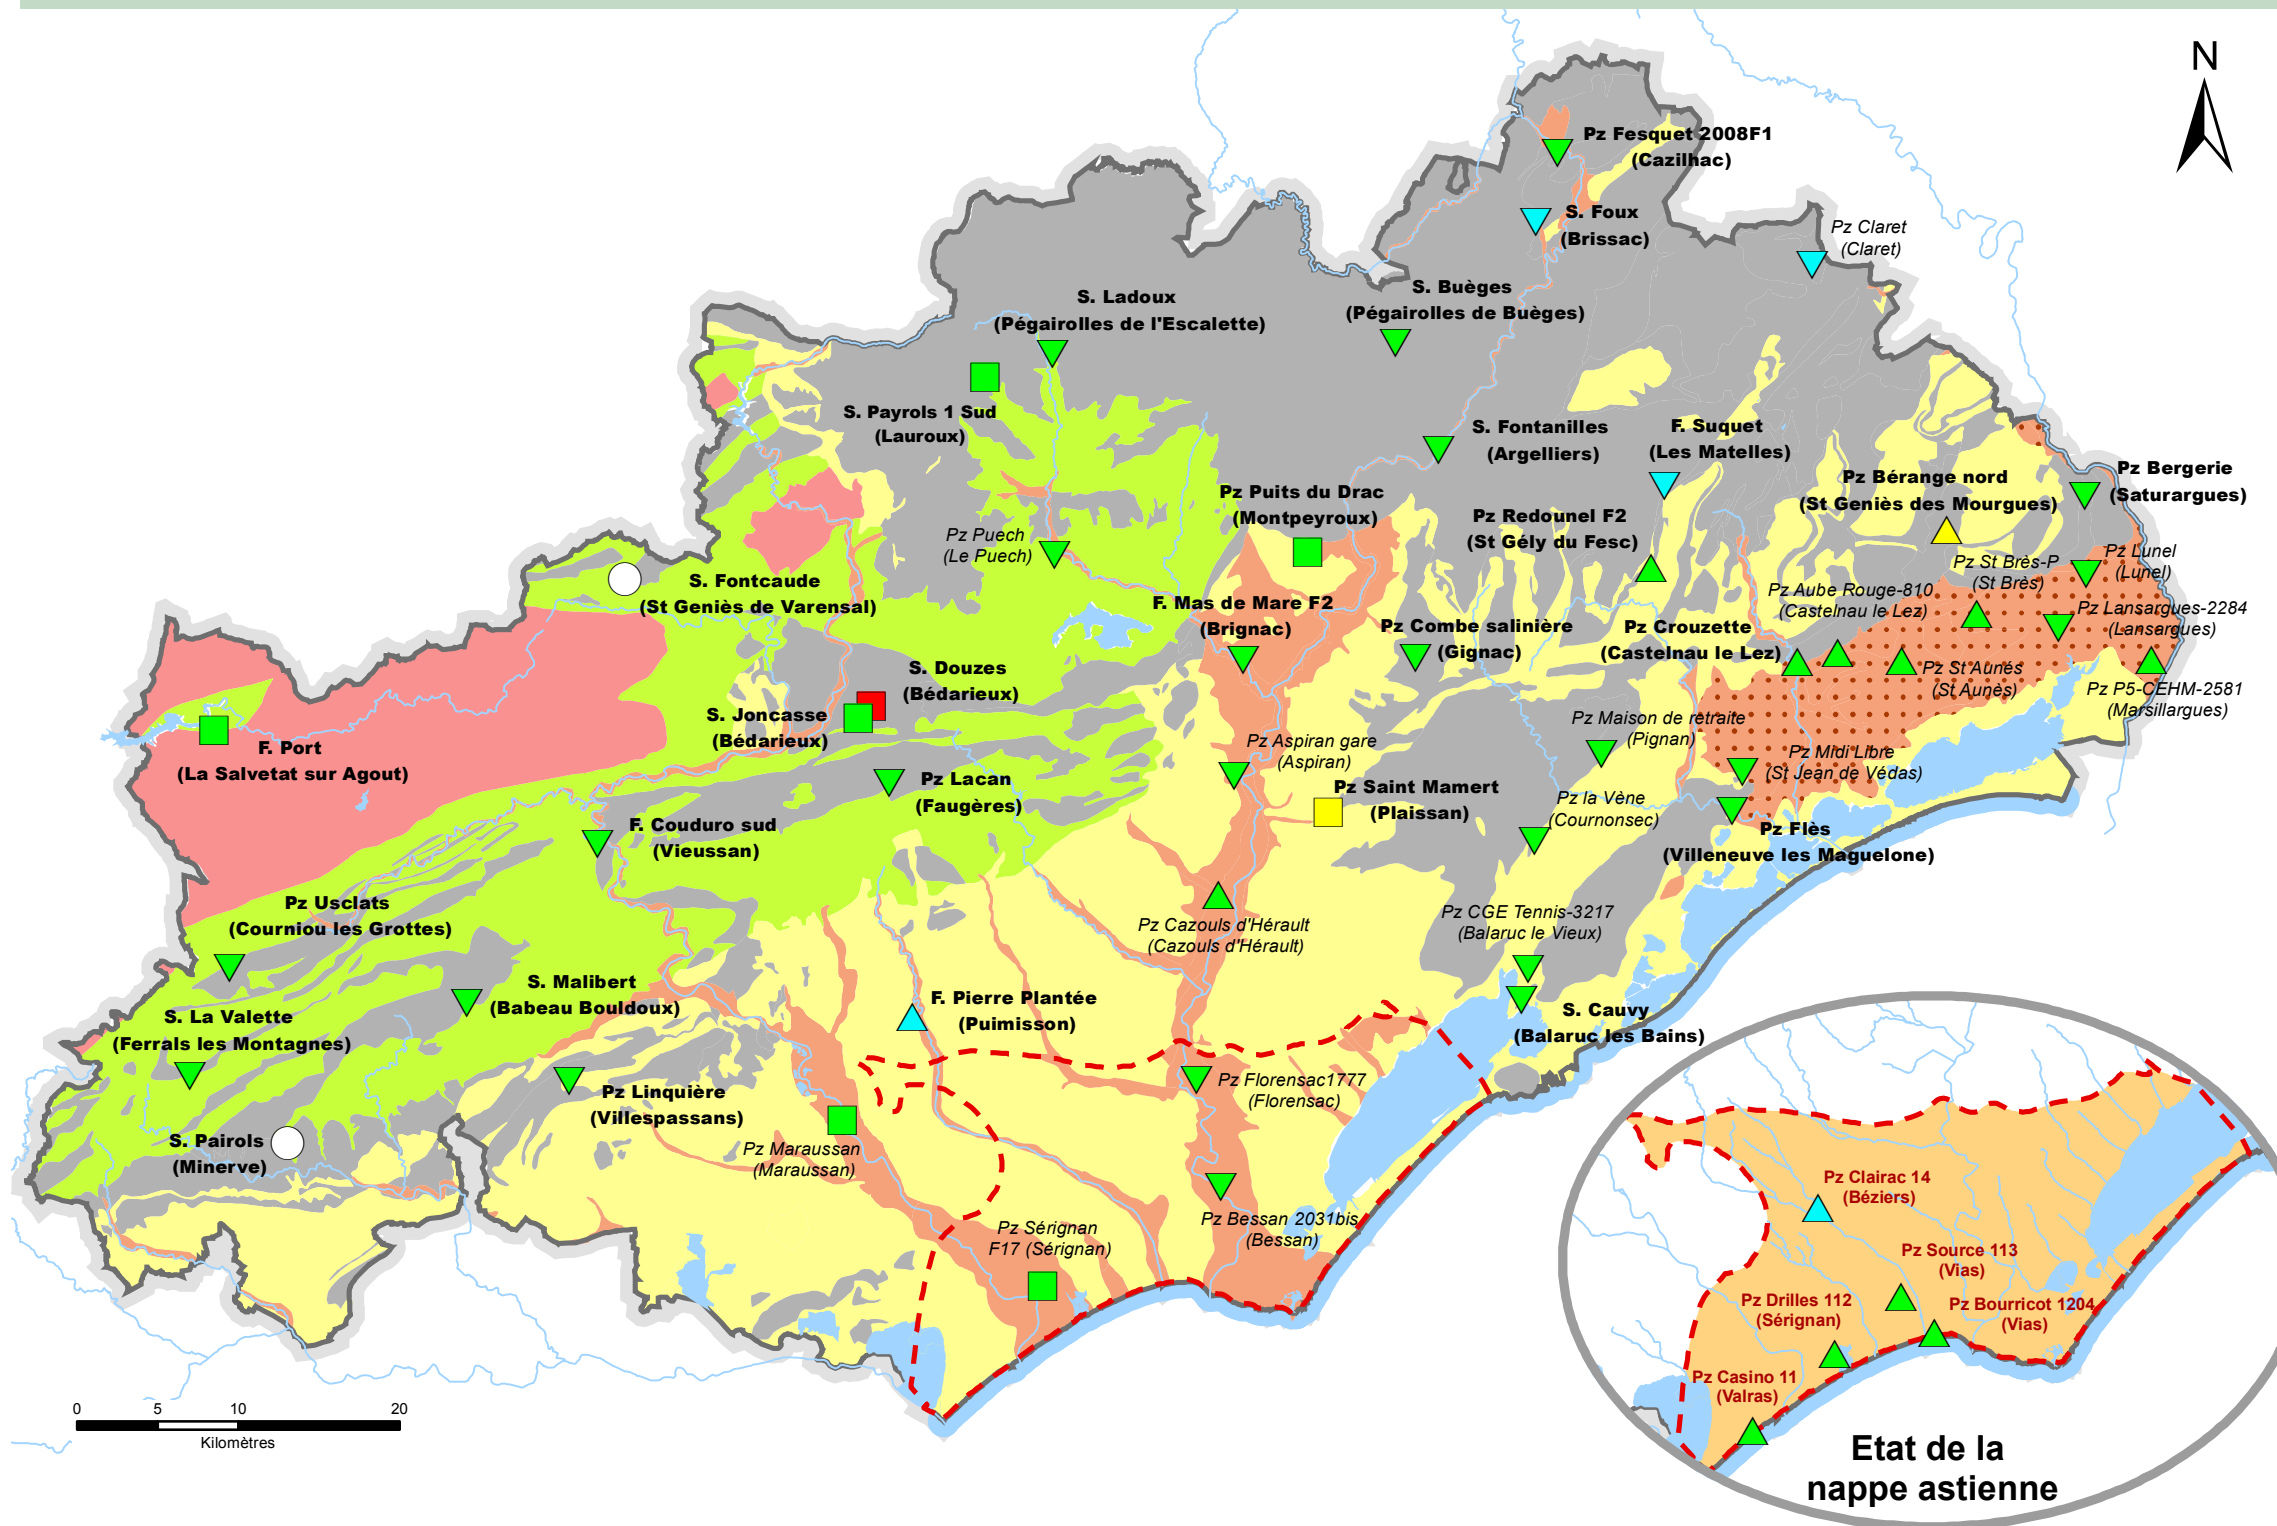 N
Pz Fesquet 2008F1
(Cazilhac)
S. Foux
(Brissac)
Pz Claret
(Claret)
S. Ladoux
(Pégairolles de l'Escalette)
S. Buèges
(Pégairolles de Buèges)
S. Payrols 1 Sud
(Lauroux)
S. Fontanilles
(Argelliers)
F. Suquet
(Les Matelles)
Pz Bérange nord
(St Geniès des Mourgues)
Pz Bergerie
(Saturargues)
Pz Puits du Drac
(Montpeyroux)
Pz Redounel F2
(St Gély du Fesc)
Pz Puech
(Le Puech)
Pz St Brès-P
(St Brès)
Pz Lunel
(Lunel)
S. Fontcaude
(St Geniès de Varensal)
F. Mas de Mare F2
(Brignac)
Pz Aube Rouge-810
(Castelnau le Lez)
Pz Lansargues-2284
(Lansargues)
Pz Combe salinière
(Gignac)
Pz Crouzette
(Castelnau le Lez)
S. Douzes
(Bédarieux)
Pz St Aunés
(St Aunès)
Pz P5-CEHM-2581
(Marsillargues)
S. Joncasse
(Bédarieux)
Pz Maison de retraite
(Pignan)
F. Port
(La Salvetat sur Agout)
Pz Aspiran gare
(Aspiran)
Pz Midi Libre
(St Jean de Védas)
Pz Lacan
(Faugères)
Pz Saint Mamert
(Plaissan)
Pz la Vène
(Cournonsec)
F. Couduro sud
(Vieussan)
Pz Flès
(Villeneuve les Maguelone)
Pz Usclats
(Courniou les Grottes)
Pz Cazouls d'Hérault
(Cazouls d'Hérault)
Pz CGE Tennis-3217
(Balaruc le Vieux)
S. Malibert
(Babeau Bouldoux)
F. Pierre Plantée
(Puimisson)
S. Cauvy
(Balaruc les Bains)
S. La Valette
(Ferrals les Montagnes)
Pz Linquière
(Villespassans)
Pz Florensac1777
(Florensac)
S. Pairols
(Minerve)
Pz Maraussan
(Maraussan)
Pz Sérignan
F17 (Sérignan)
Pz Bessan 2031bis
(Bessan)
Pz Clairac 14
(Béziers)
Pz Source 113
(Vias)
Pz Drilles 112
(Sérignan)
Pz Bourricot 1204
(Vias)
Pz Casino 11
(Valras)
0 5 10 20
Kilomètres
Etat de la
nappe astienne